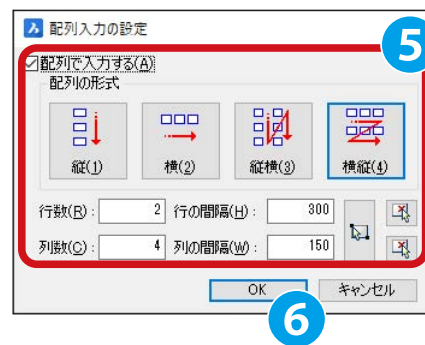 配列入力の設定
5
配列で入力する(A)
配列の形式
縦(1) 横(2) 縦横(3) 横縦(4)
行数(R): 2 行の間隔(H): 300
列数(C): 4 列の間隔(W): 150
OK キャンセル
6